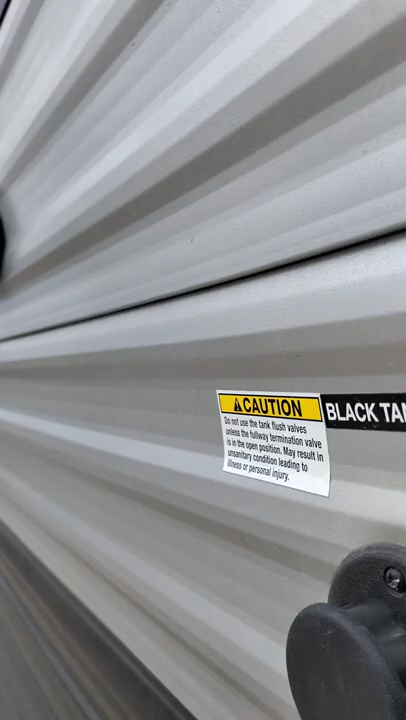 CAUTION
Do not use the tank flush valves
unless the fullway termination valve
is in the open position. May result in
unsanitary condition leading to
illness or personal injury.
BLACK TAN